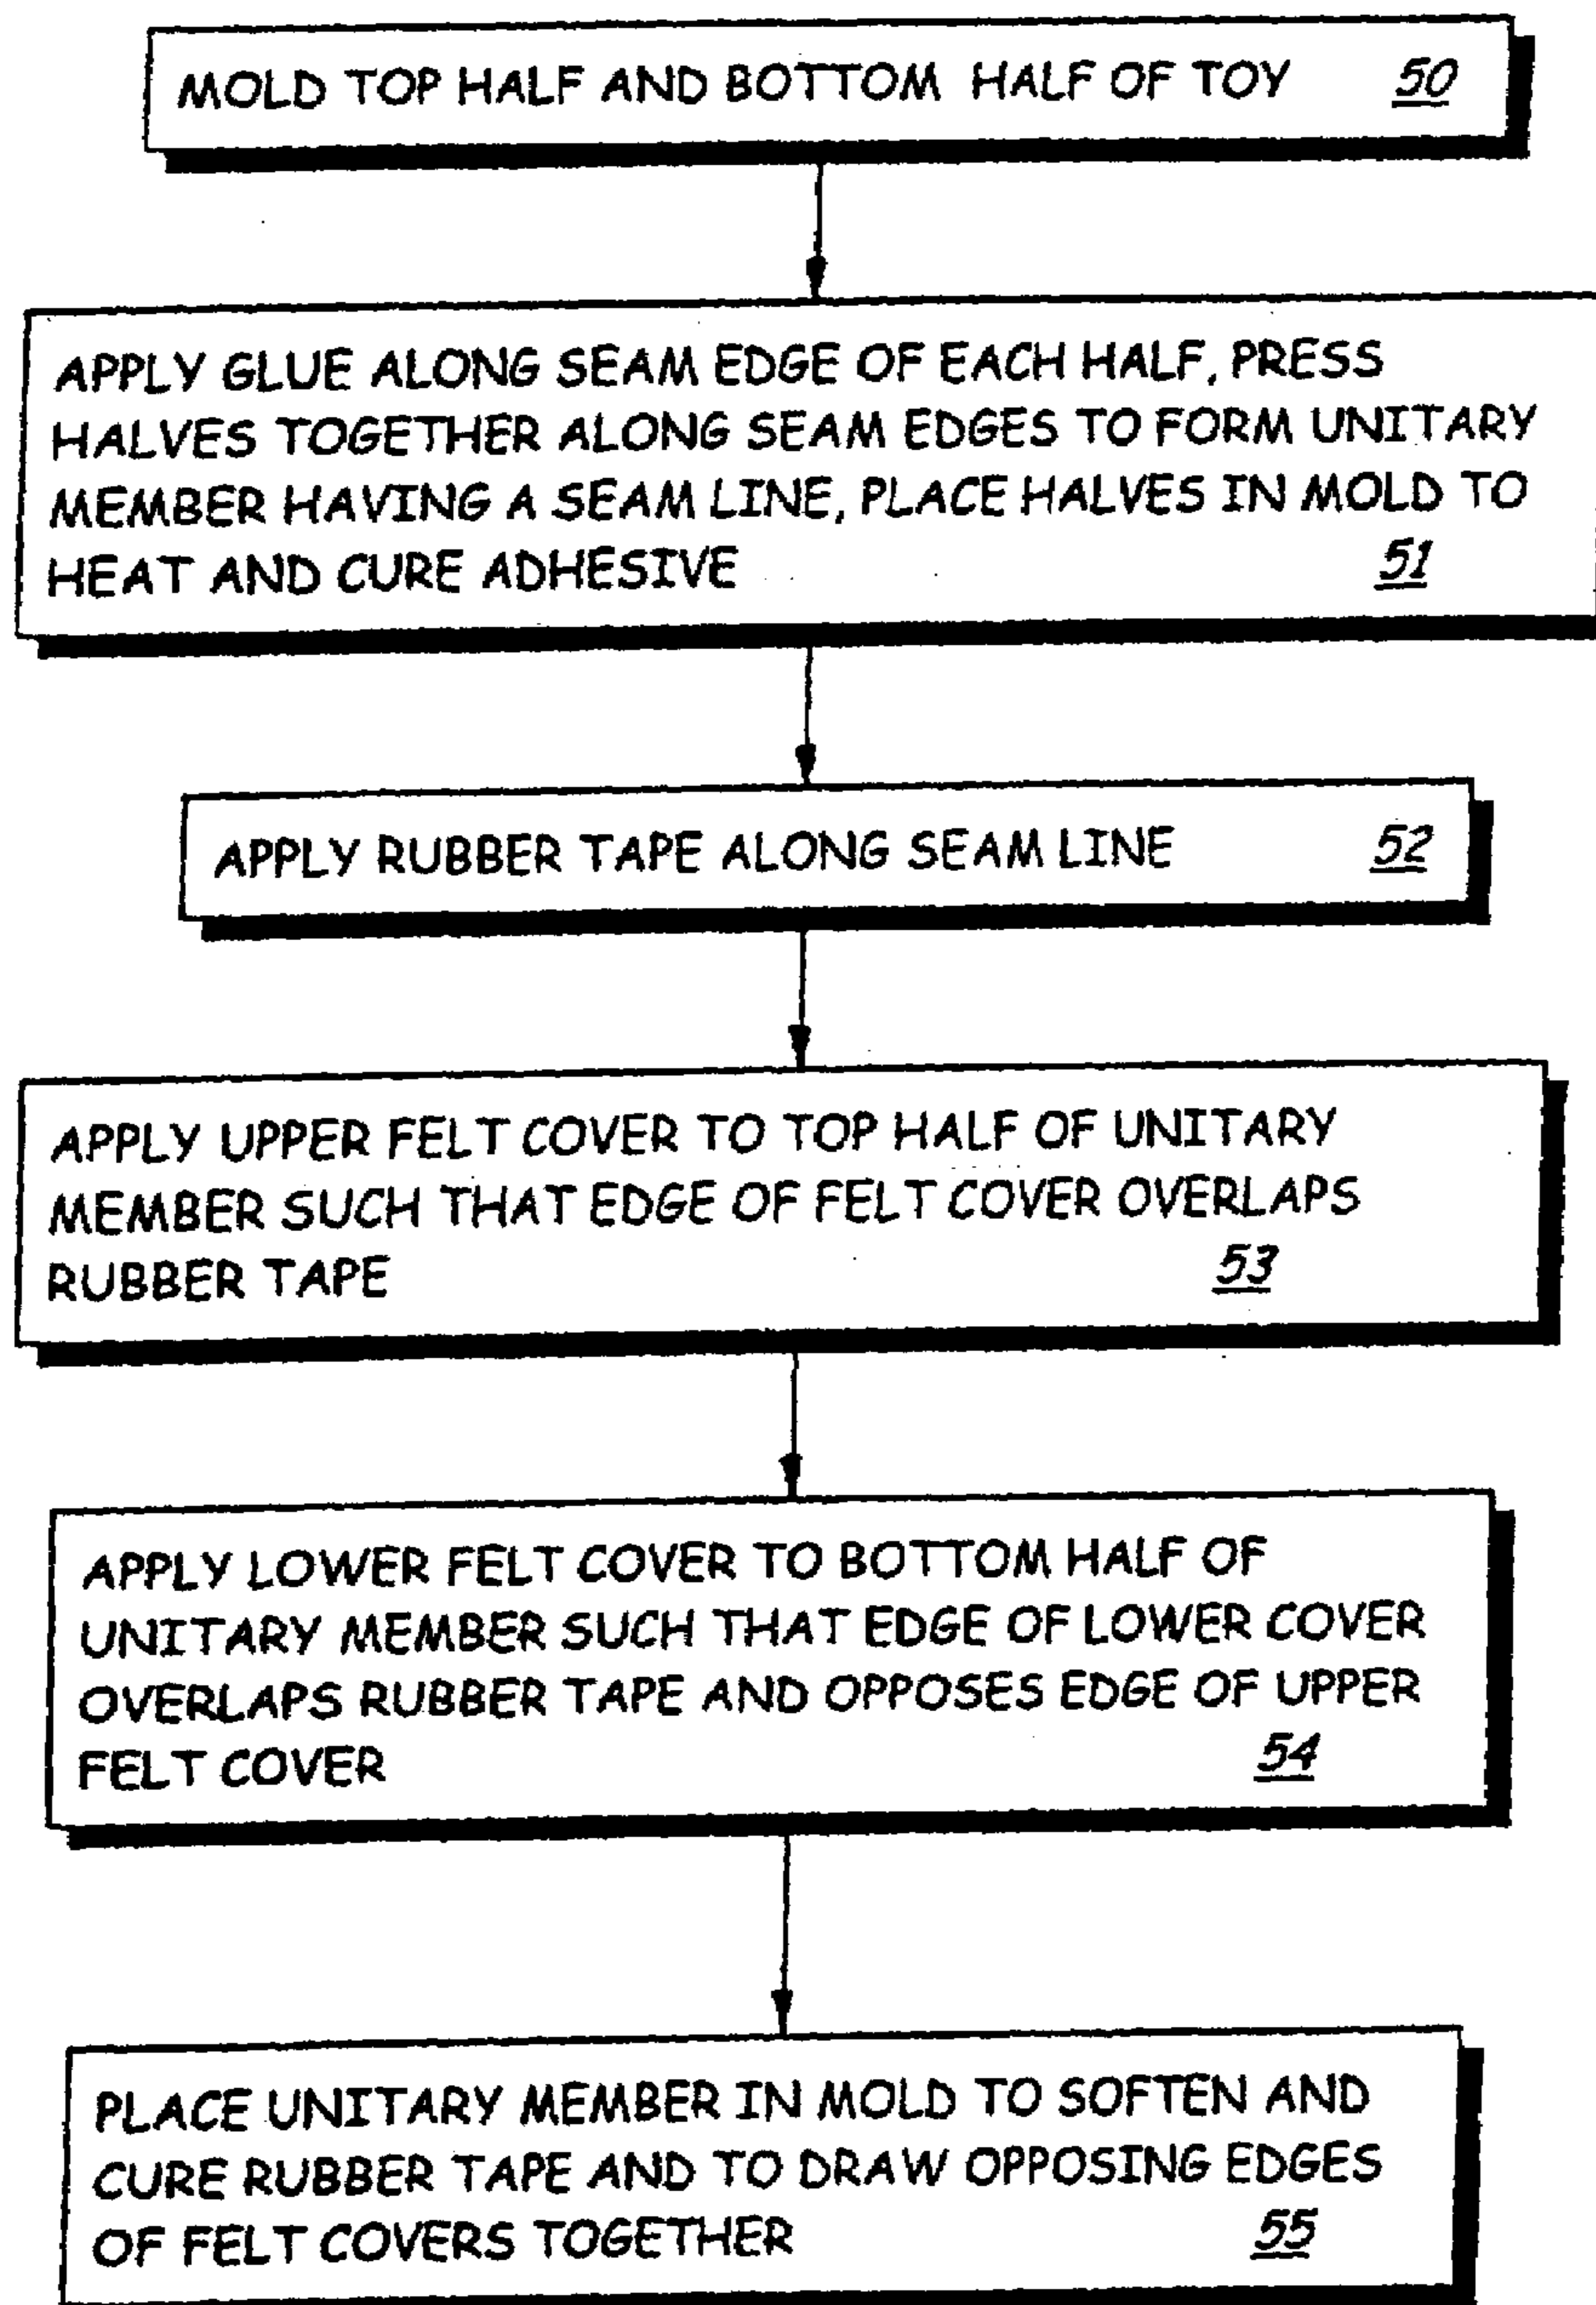 MOLD TOP HALF AND BOTTOM HALF OF TOY 50
APPLY GLUE ALONG SEAM EDGE OF EACH HALF, PRESS
HALVES TOGETHER ALONG SEAM EDGES TO FORM UNITARY
MEMBER HAVING A SEAM LINE, PLACE HALVES IN MOLD TO
HEAT AND CURE ADHESIVE 51
APPLY RUBBER TAPE ALONG SEAM LINE 52
APPLY UPPER FELT COVER TO TOP HALF OF UNITARY
MEMBER SUCH THAT EDGE OF FELT COVER OVERLAPS
RUBBER TAPE 53
APPLY LOWER FELT COVER TO BOTTOM HALF OF
UNITARY MEMBER SUCH THAT EDGE OF LOWER COVER
OVERLAPS RUBBER TAPE AND OPPOSES EDGE OF UPPER
FELT COVER 54
PLACE UNITARY MEMBER IN MOLD TO SOFTEN AND
CURE RUBBER TAPE AND TO DRAW OPPOSING EDGES
OF FELT COVERS TOGETHER 55